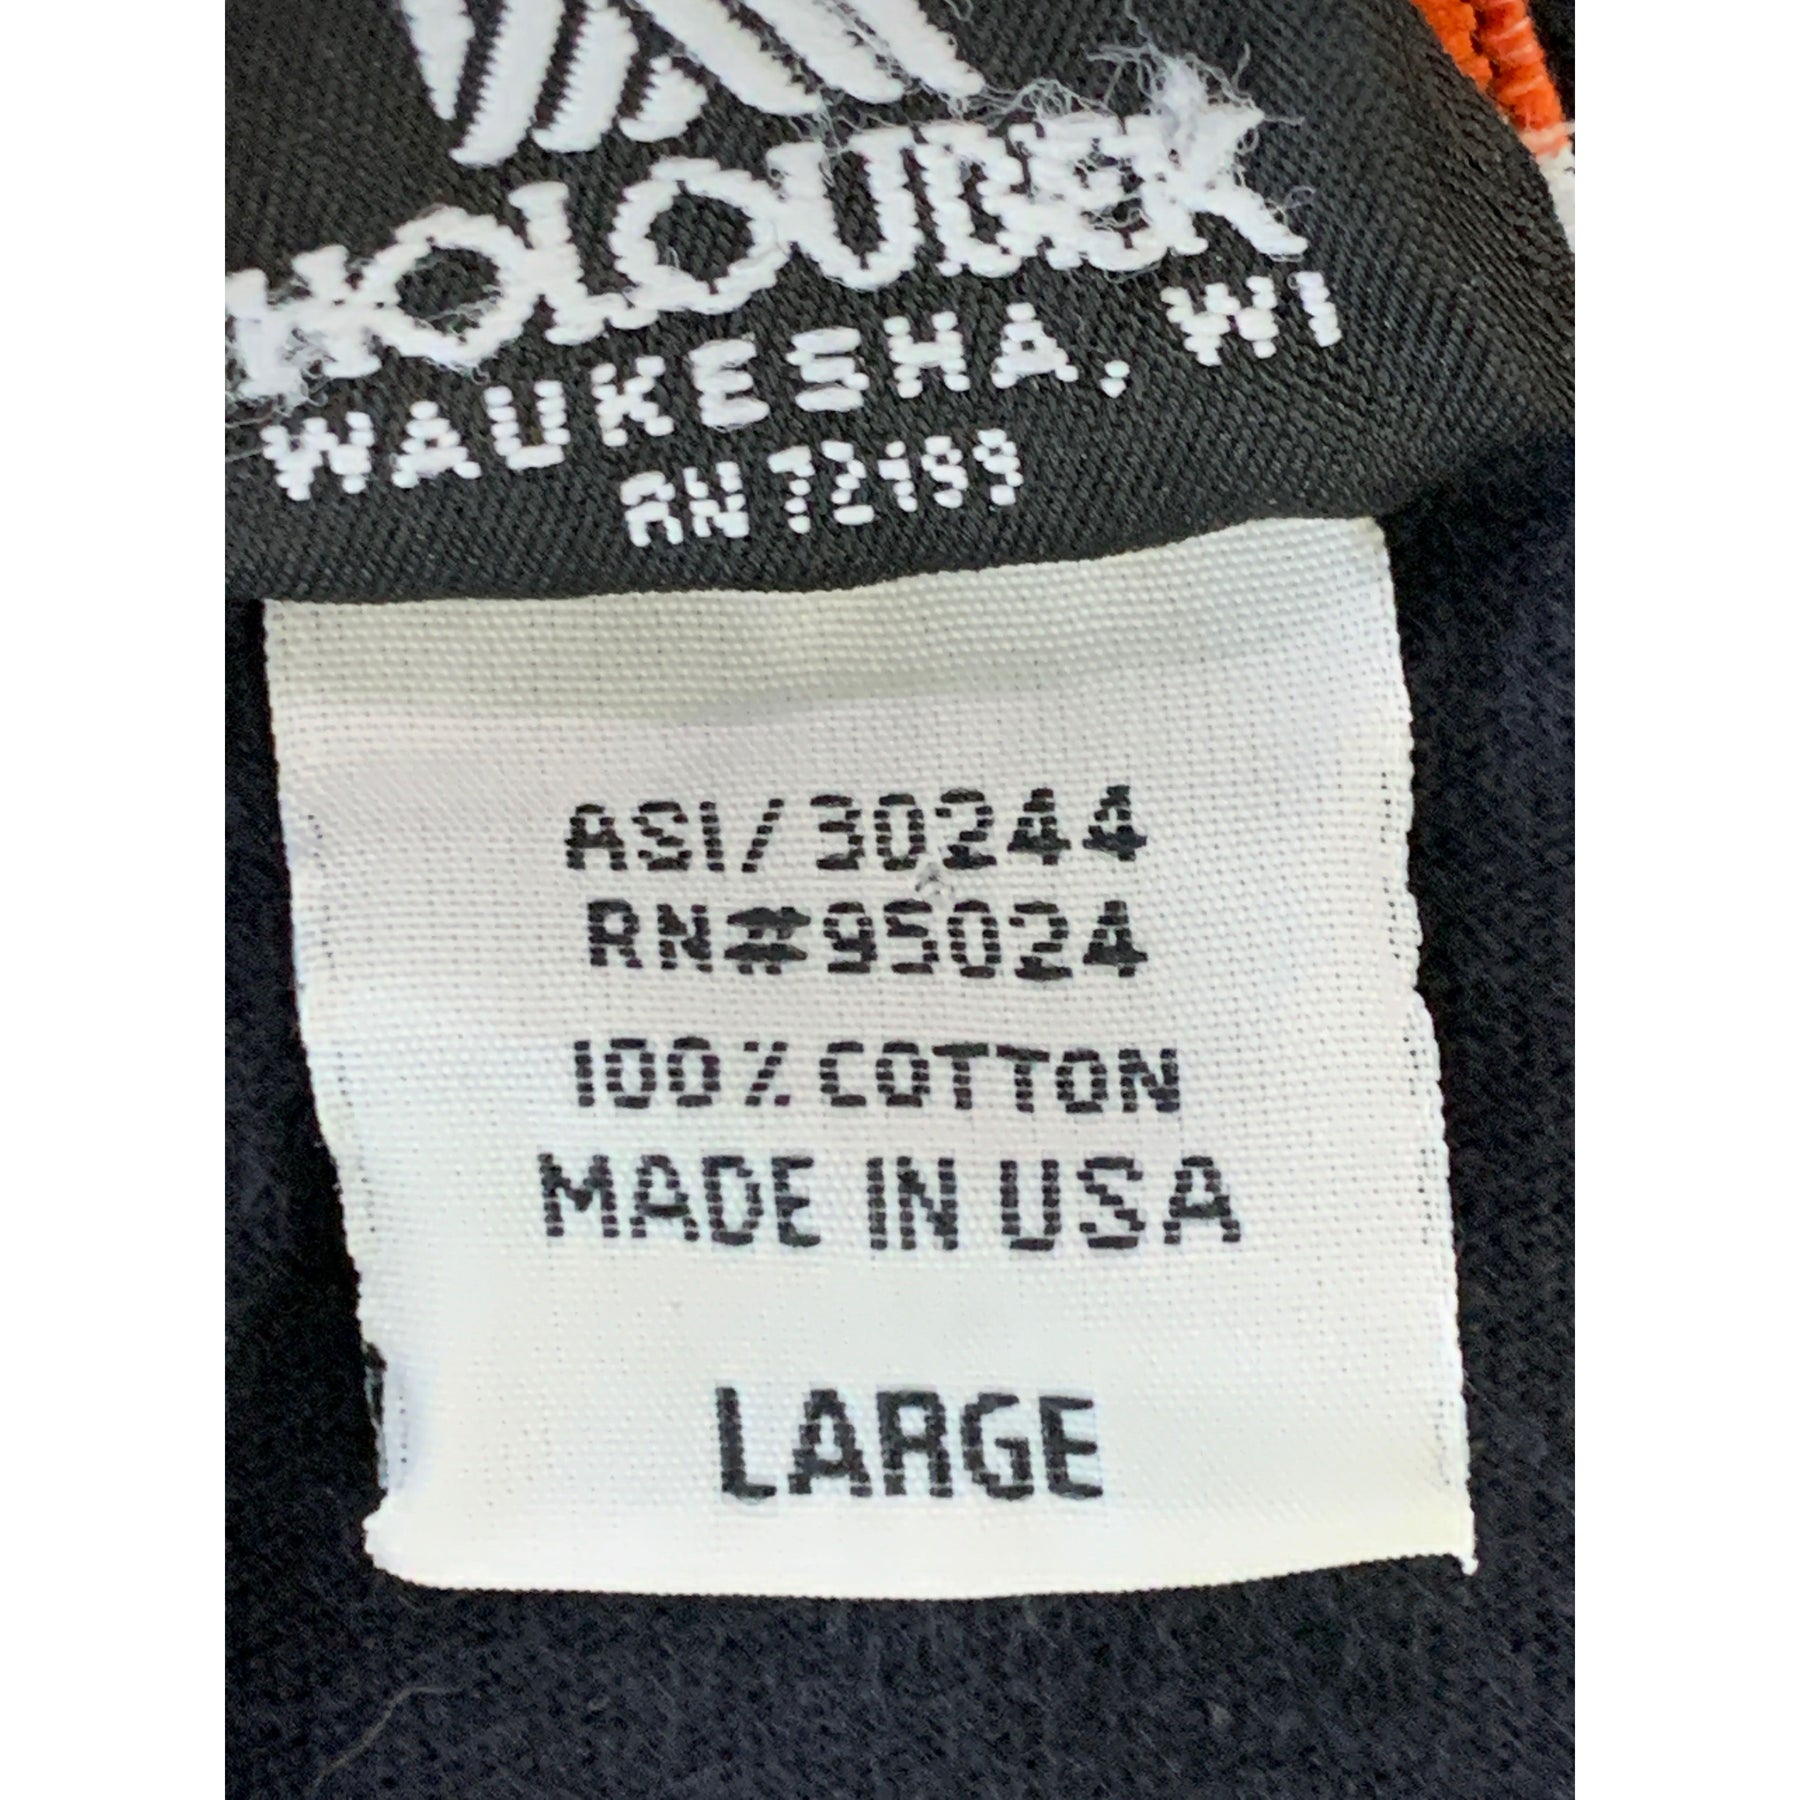 HOLOUBEK
WAUKESHA, WI
RN 72199
ASI/30244
RN#95024
100% COTTON
MADE IN USA
LARGE